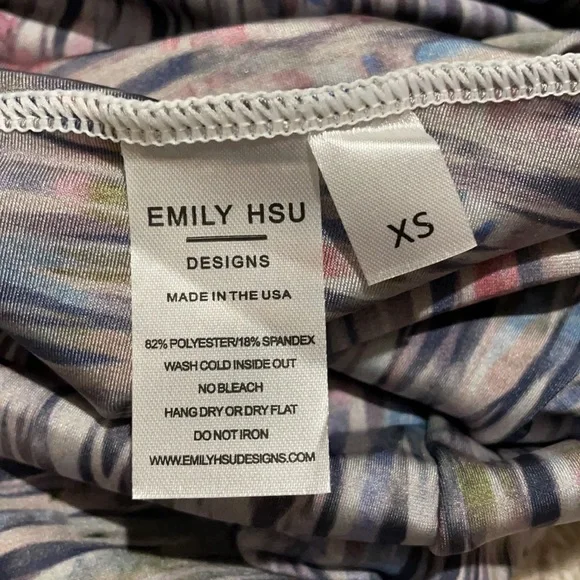 EMILY HSU
DESIGNS
MADE IN THE USA
82% POLYESTER/18% SPANDEX
WASH COLD INSIDE OUT
NO BLEACH
HANG DRY OR DRY FLAT
DO NOT IRON
WWW.EMILYHSUDESIGNS.COM
XS